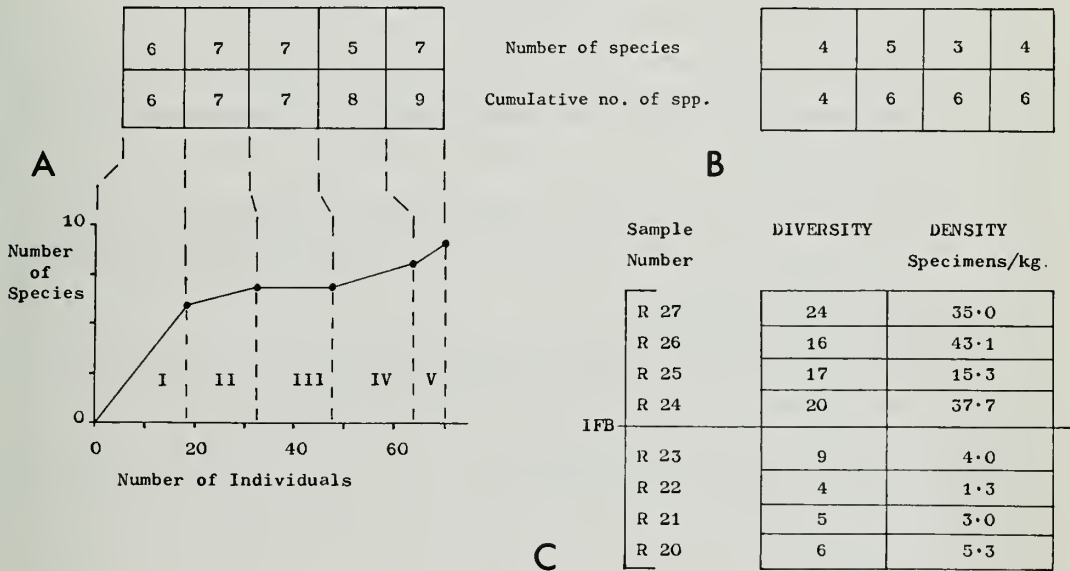 6 7 7 5 7 Number of species 4 5 3 4
6 7 7 8 9 Cumulative no. of spp. 4 6 6 6
A
B
10
Number
of
Species
I II III IV V
0
0 20 40 60
Number of Individuals
Sample DIVERSITY DENSITY
Number Specimens/kg.
R 27 24 35·0
R 26 16 43·1
R 25 17 15·3
R 24 20 37·7
IFB
R 23 9 4·0
R 22 4 1·3
R 21 5 3·0
R 20 6 5·3
C